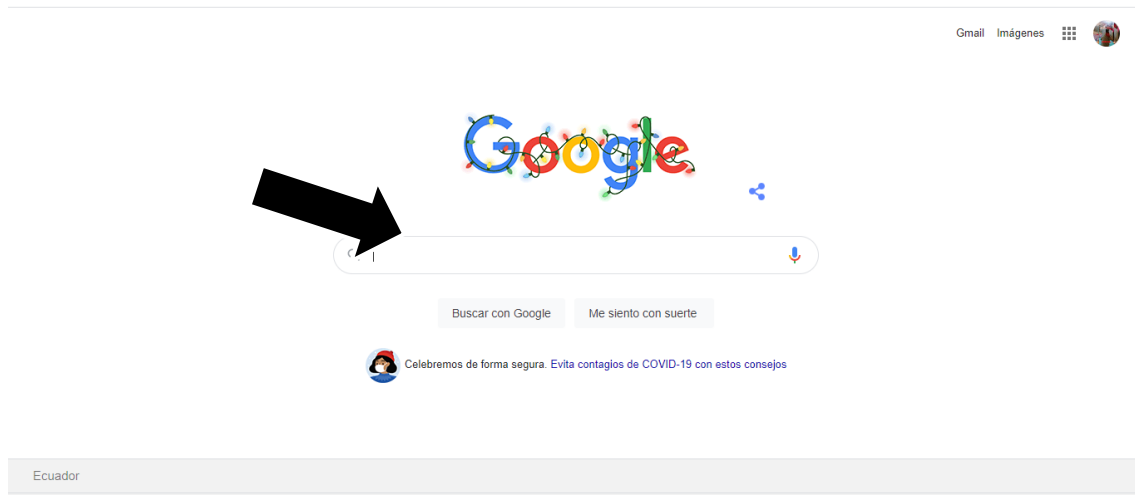 Gmail Imágenes
Google
Buscar con Google Me siento con suerte
Celebremos de forma segura. Evita contagios de COVID-19 con estos consejos
Ecuador